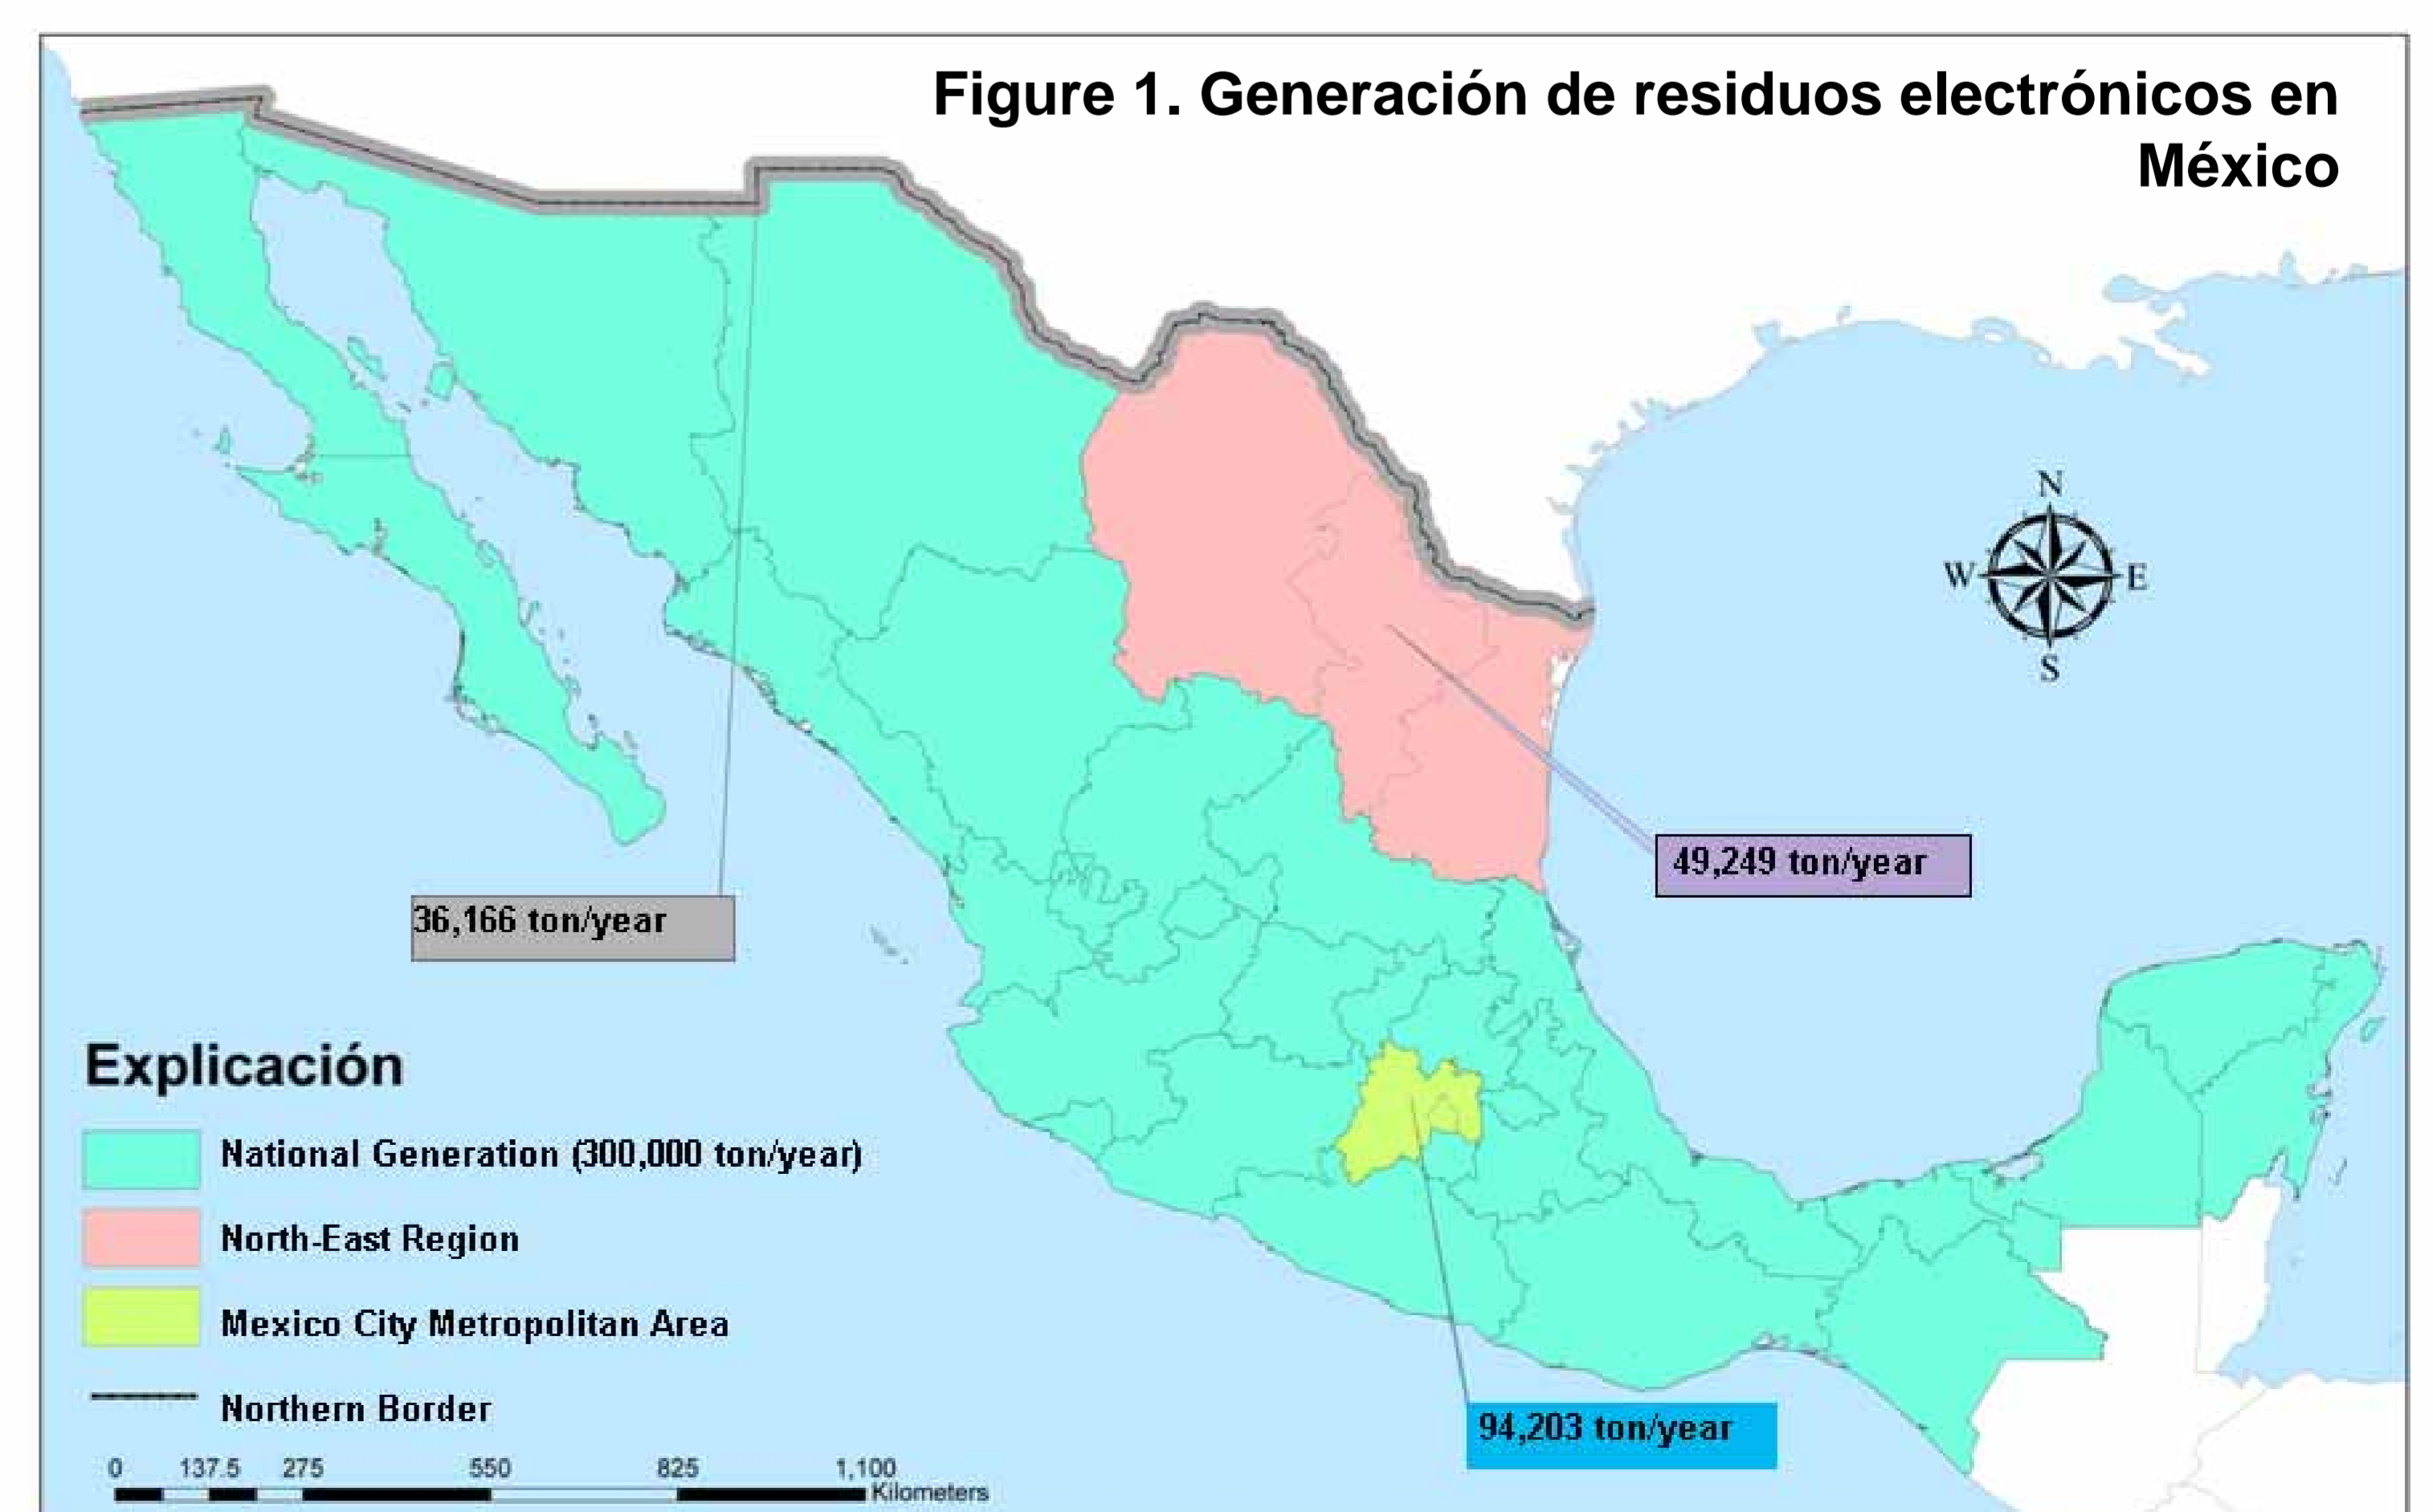 Figure 1. Generación de residuos electrónicos en
México
N
W E
S
49,249 ton/year
36,166 ton/year
Explicación
National Generation (300,000 ton/year)
North-East Region
Mexico City Metropolitan Area
Northern Border
94,203 ton/year
0 137.5 275 550 825 1,100
Kilometers